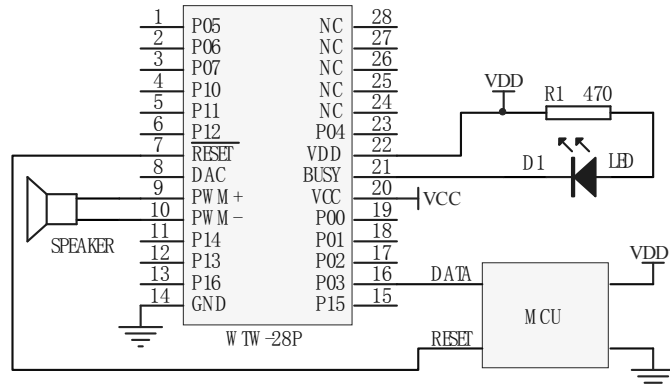 1 P05 NC 28
2 P06 NC 27
3 P07 NC 26
4 P10 NC 25
5 P11 NC 24
6 P12 P04 23
7 RESET VDD 22
8 DAC BUSY 21
9 PWM+ VCC 20
10 PWM- P00 19
11 P14 P01 18
12 P13 P02 17
13 P16 P03 16
14 GND P15 15
WTW-28P
SPEAKER
VDD
R1 470
D1 LED
VCC
DATA
VDD
MCU
RESET